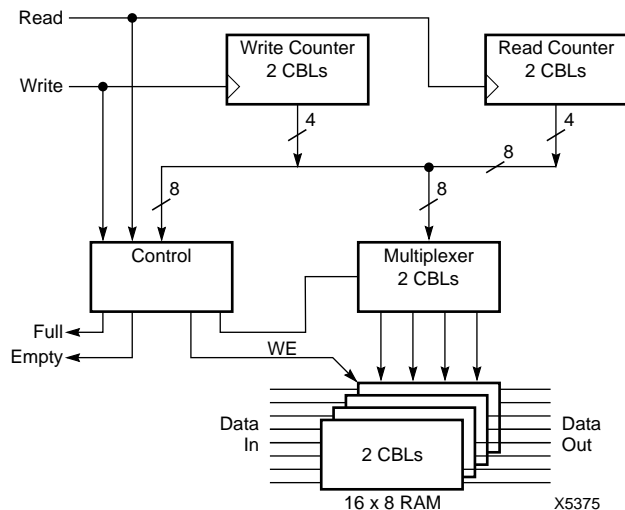 Read
Write
Write Counter
2 CBLs
Read Counter
2 CBLs
4
4
8
8
8
Control
Multiplexer
2 CBLs
Full
Empty
WE
Data
In
Data
Out
2 CBLs
16 x 8 RAM
X5375